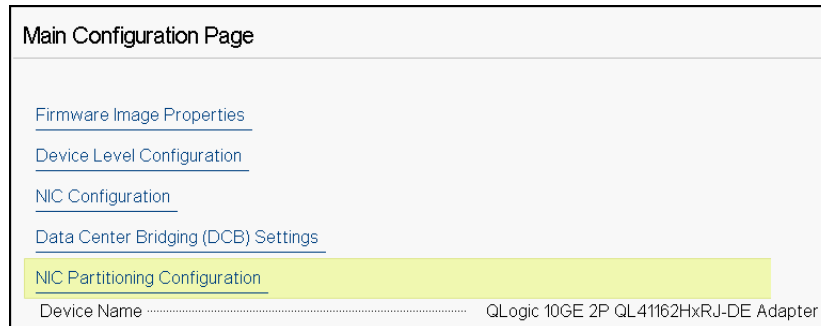 Main Configuration Page
Firmware Image Properties
Device Level Configuration
NIC Configuration
Data Center Bridging (DCB) Settings
NIC Partitioning Configuration
Device Name ........................................ QLogic 10GE 2P QL41162HxRJ-DE Adapter